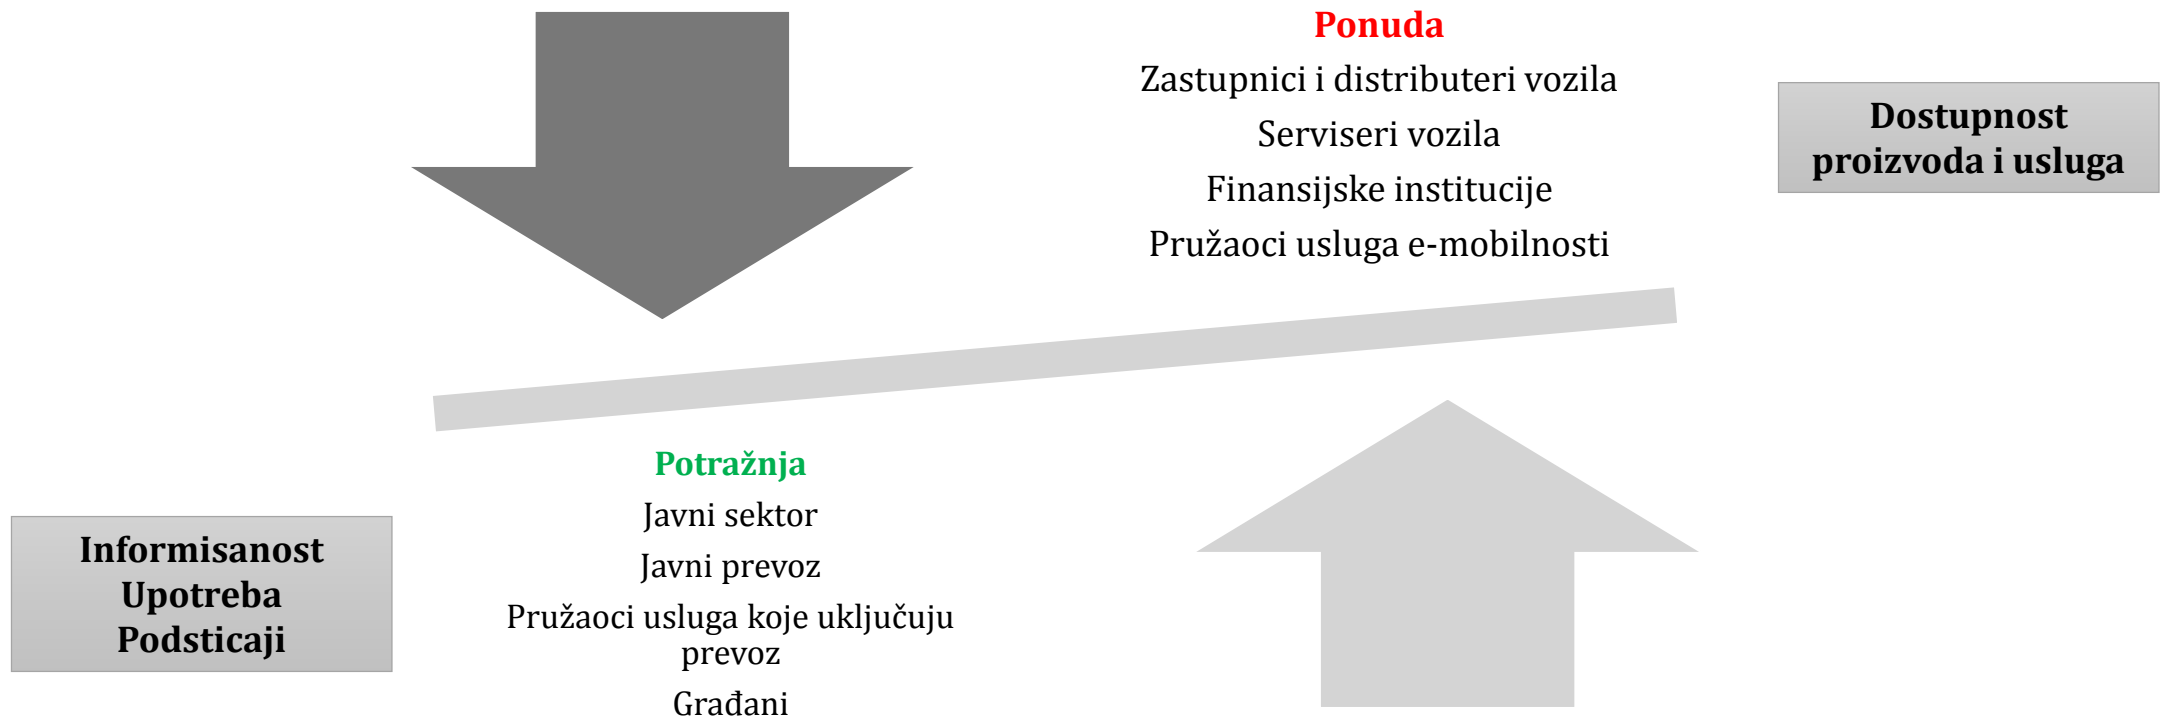 Ponuda
Zastupnici i distributeri vozila
Serviseri vozila
Finansijske institucije
Pružaoci usluga e-mobilnosti
Dostupnost
proizvoda i usluga
Potražnja
Javni sektor
Javni prevoz
Pružaoci usluga koje uključuju
prevoz
Građani
Informisanost
Upotreba
Podsticaji